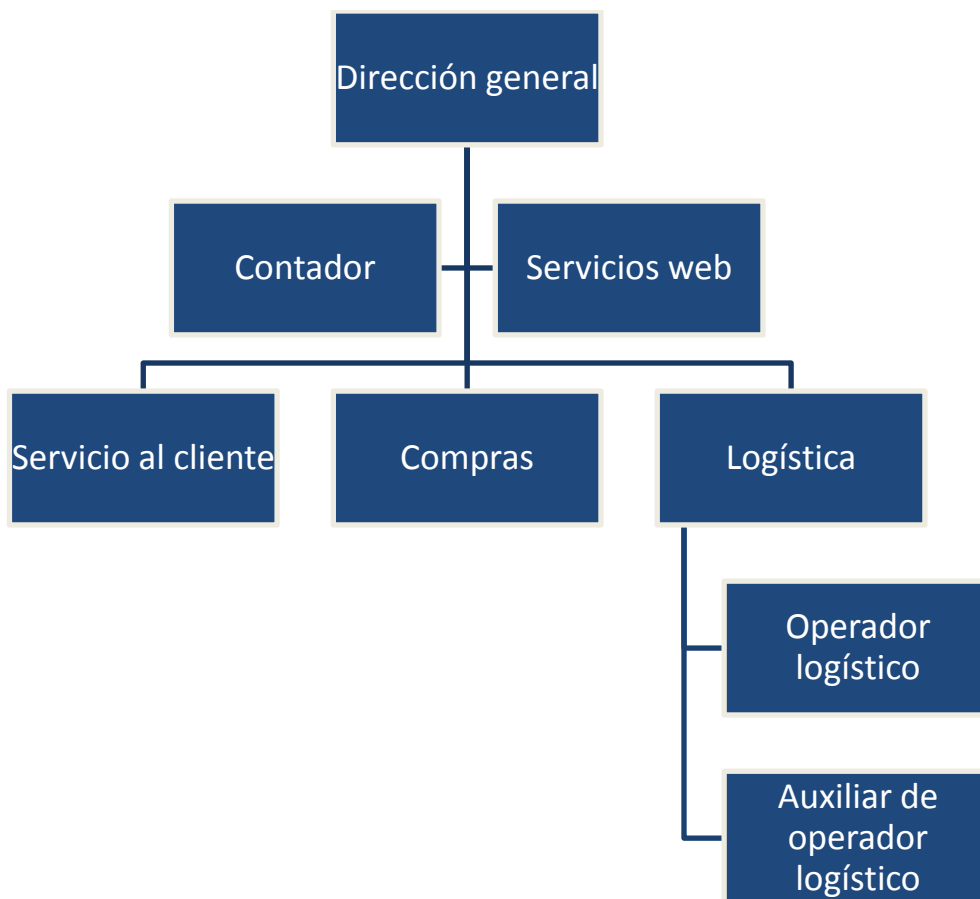 Dirección general
Contador
Servicios web
Servicio al cliente
Compras
Logística
Operador
logístico
Auxiliar de
operador
logístico